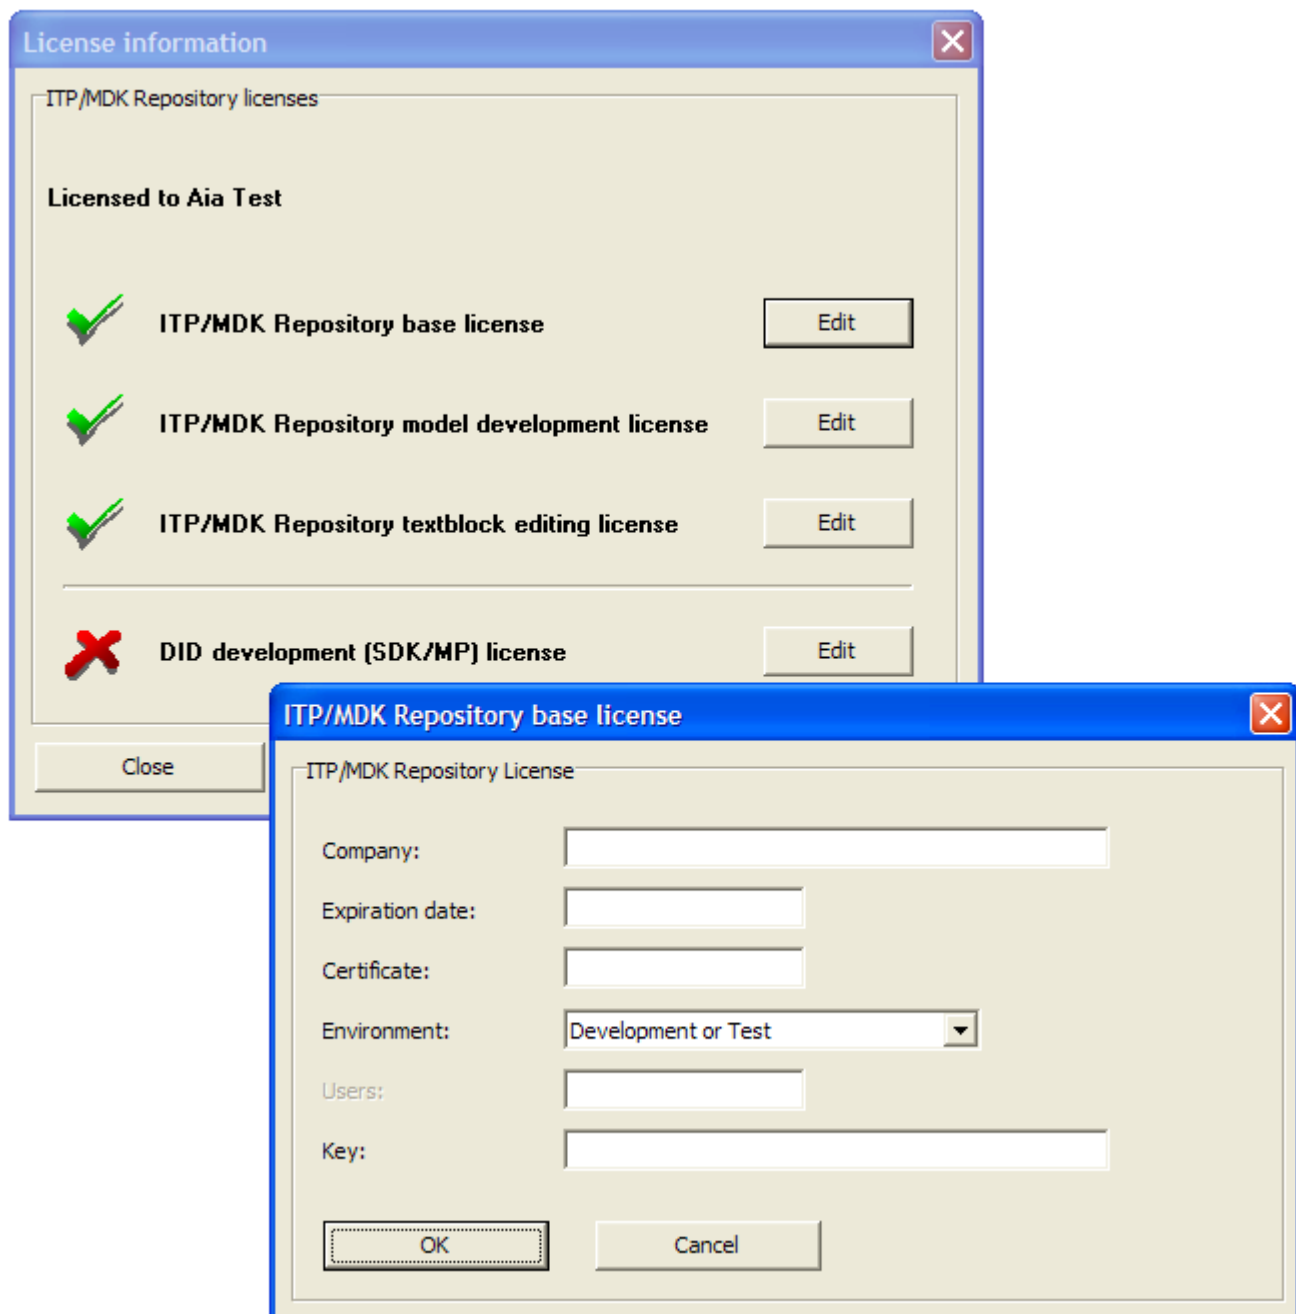 License information
ITP/MDK Repository licenses
Licensed to Aia Test
ITP/MDK Repository base license Edit
ITP/MDK Repository model development license Edit
ITP/MDK Repository textblock editing license Edit
DID development (SDK/MP) license Edit
Close
ITP/MDK Repository base license
ITP/MDK Repository License
Company:
Expiration date:
Certificate:
Environment: Development or Test
Users:
Key:
OK Cancel